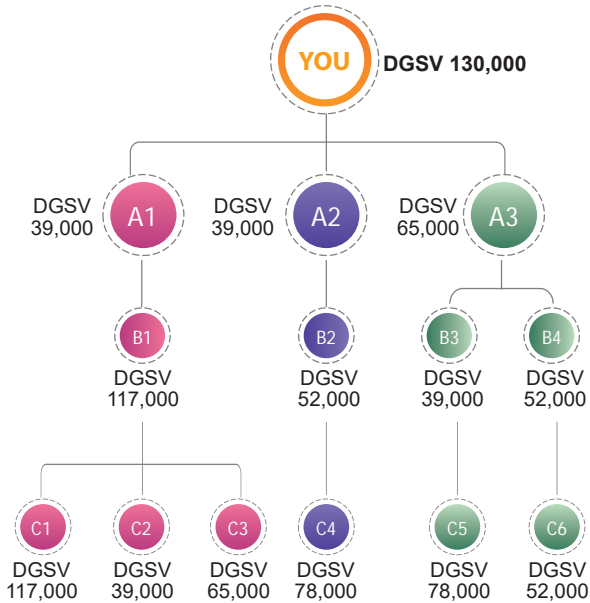 YOU
DGSV 130,000
DGSV
39,000
A1
DGSV
39,000
A2
DGSV
65,000
A3
B1
DGSV
117,000
B2
DGSV
52,000
B3
DGSV
39,000
B4
DGSV
52,000
C1
DGSV
117,000
C2
DGSV
39,000
C3
DGSV
65,000
C4
DGSV
78,000
C5
DGSV
78,000
C6
DGSV
52,000